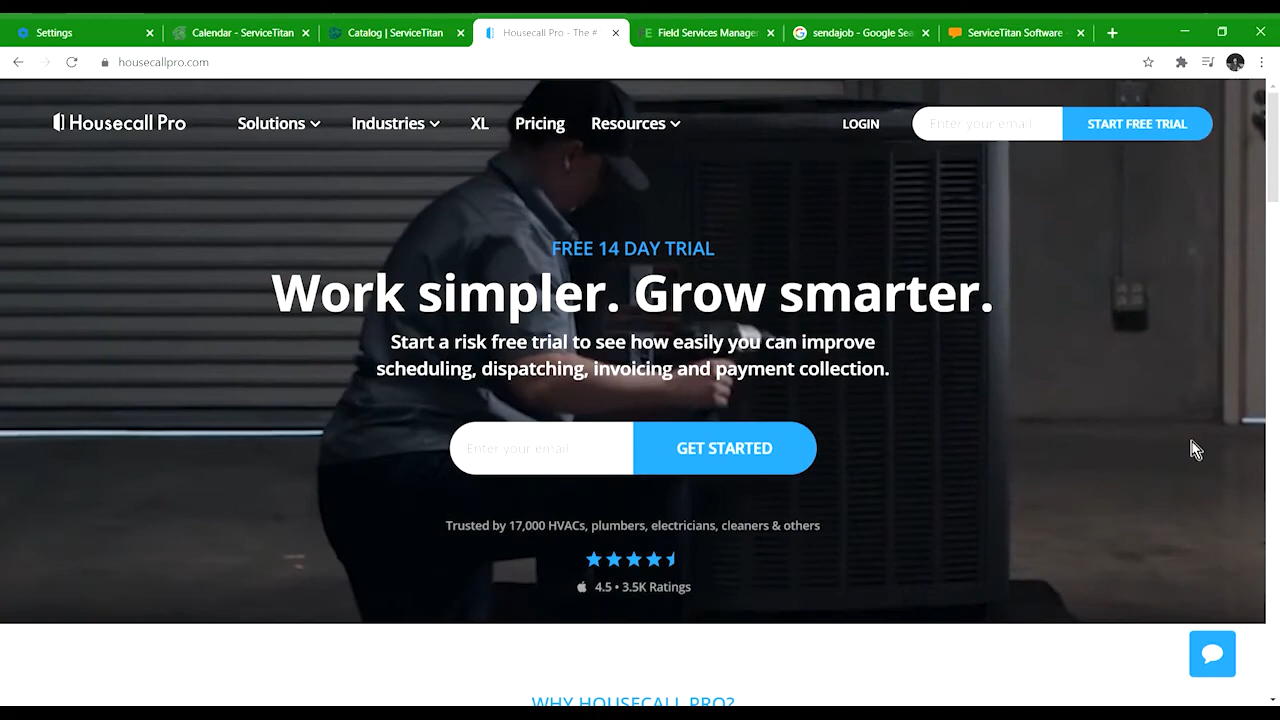 Settings
Calendar - ServiceTitan
Catalog | ServiceTitan
Housecall Pro - The #
Field Services Manage
sendajob - Google Sea
ServiceTitan Software -
housecallpro.com
Housecall Pro
Solutions
Industries
XL
Pricing
Resources
LOGIN
Enter your email
START FREE TRIAL
FREE 14 DAY TRIAL
Work simpler. Grow smarter.
Start a risk free trial to see how easily you can improve
scheduling, dispatching, invoicing and payment collection.
Enter your email
GET STARTED
Trusted by 17,000 HVACs, plumbers, electricians, cleaners & others
4.5 • 3.5K Ratings
WHY HOUSECALL PRO?